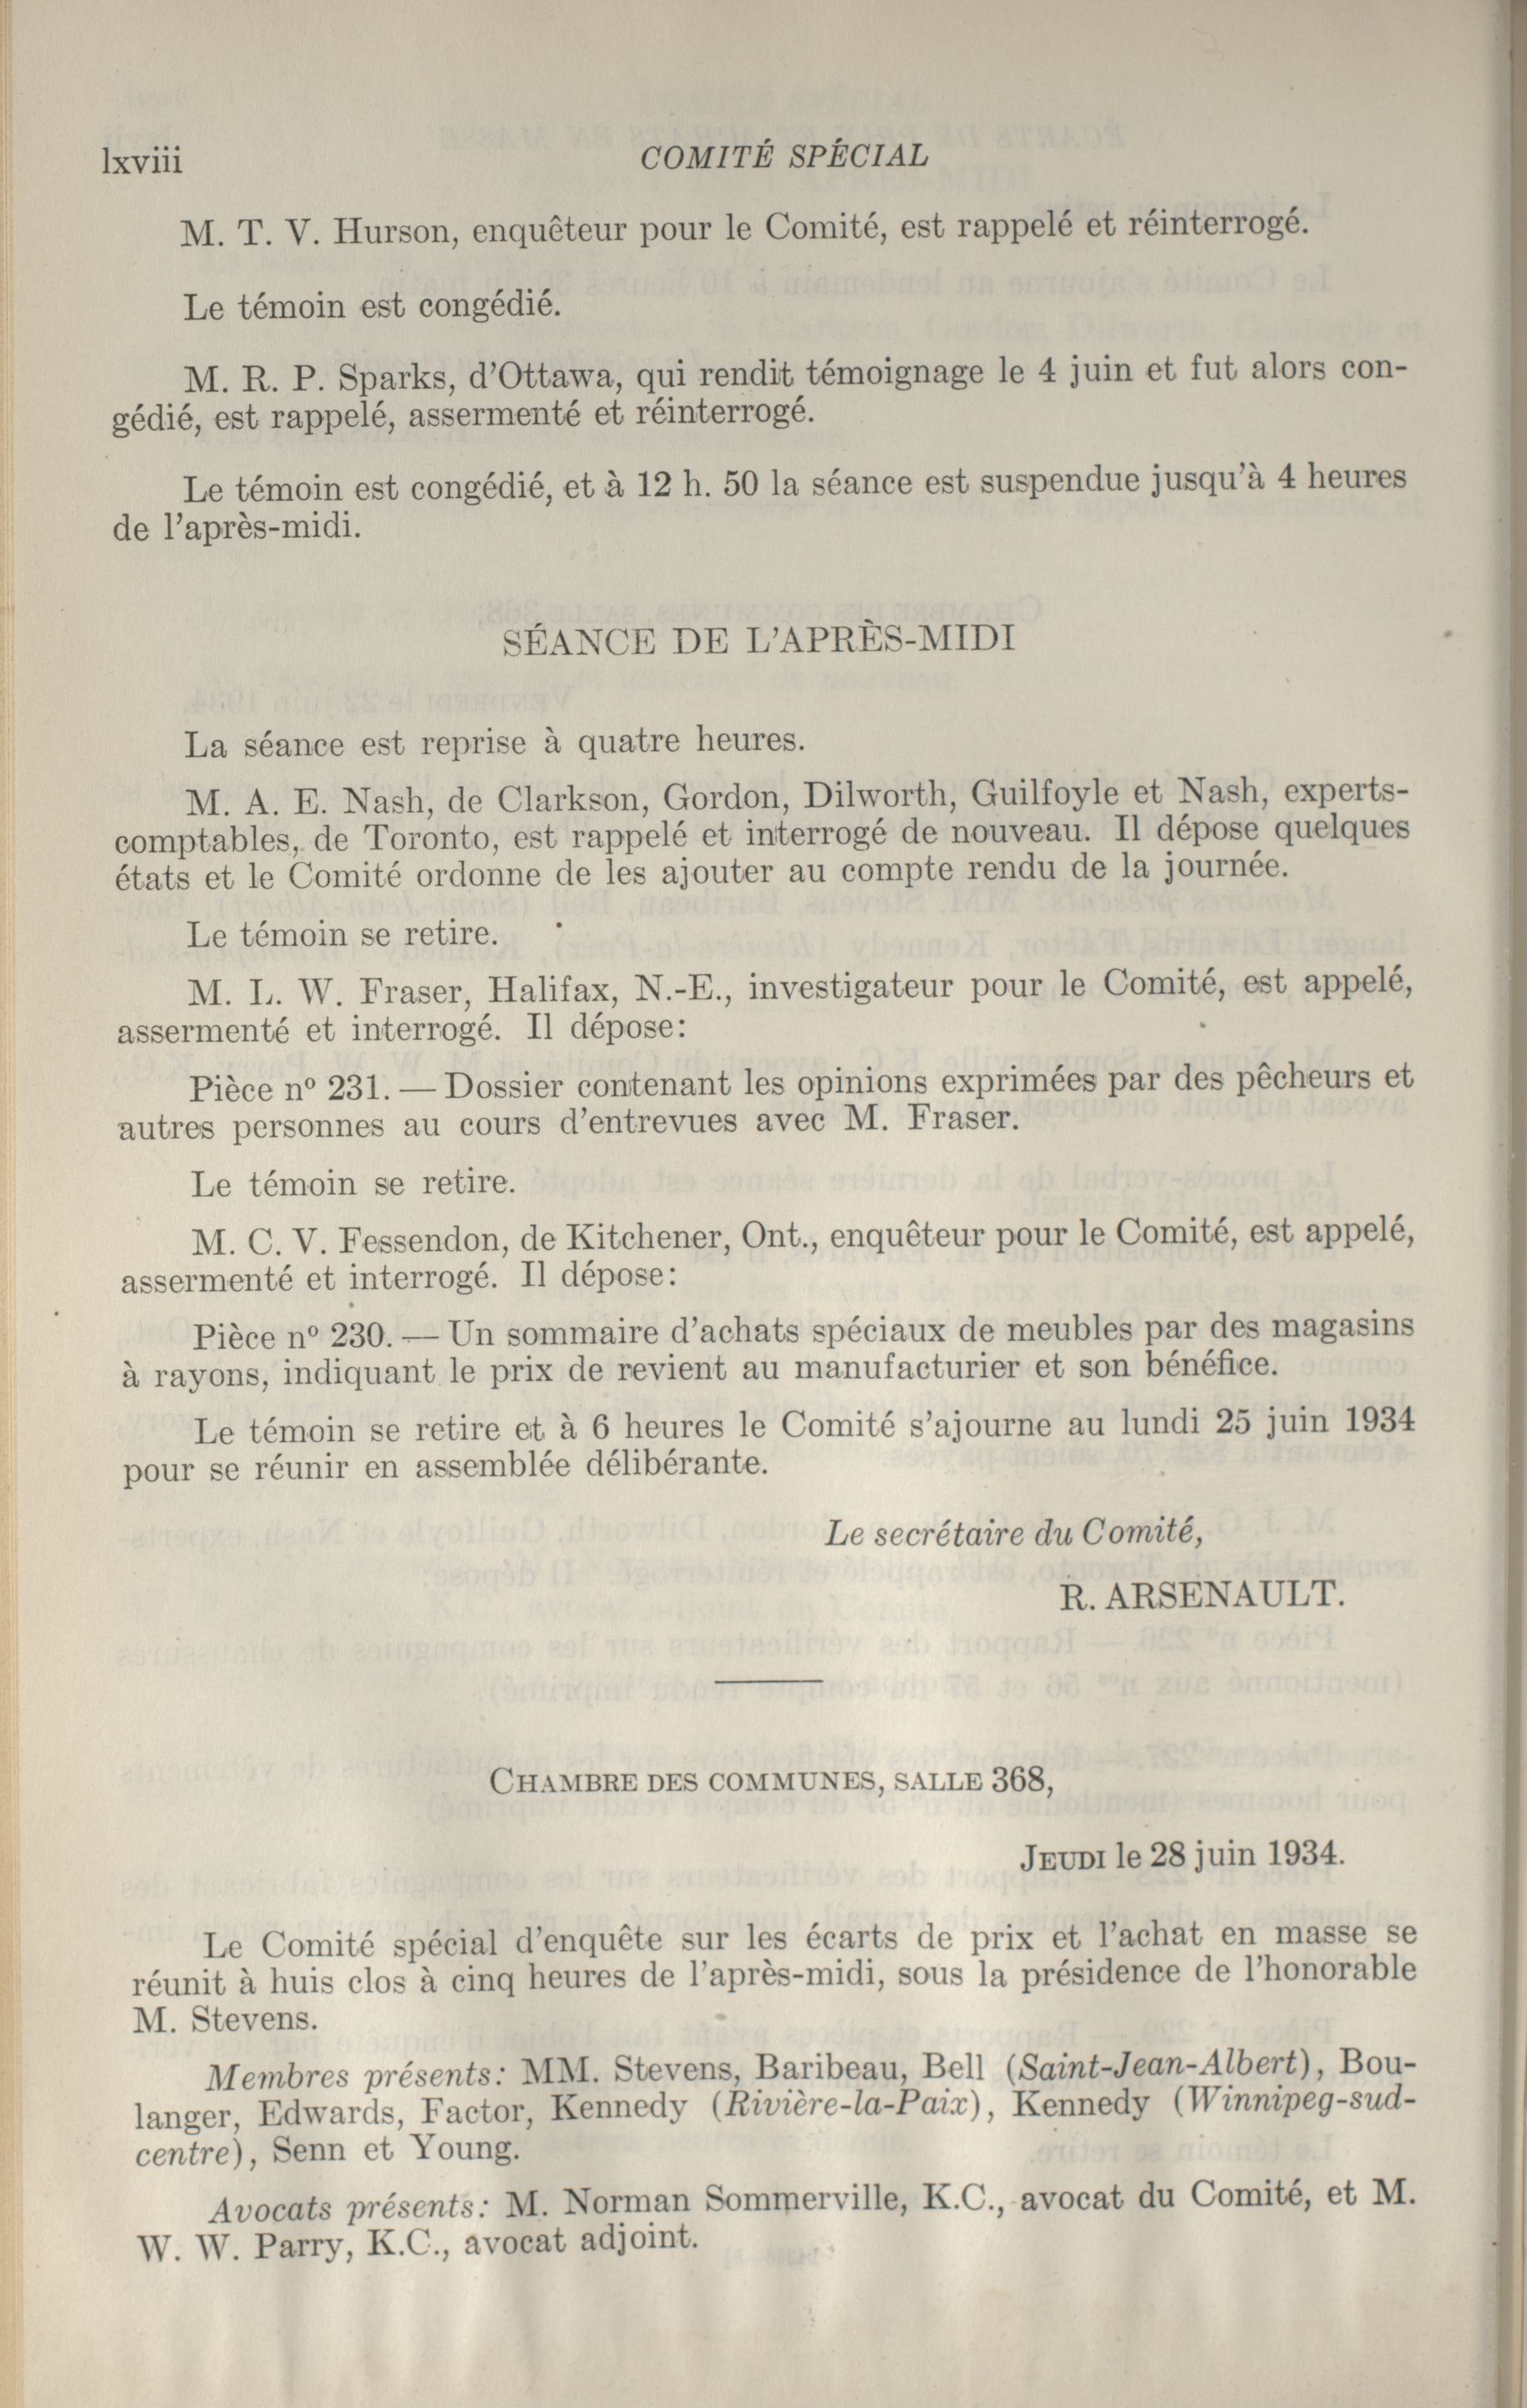 lxviii
COMITÉ SPÉCIAL
M. T. V. Hurson, enquêteur pour le Comité, est rappelé et réinterrogé.
Le témoin est congédié.
M. R. P. Sparks, d'Ottawa, qui rendit témoignage le 4 juin et fut alors con-
gédié, est rappelé, assermenté et réinterrogé.
Le témoin est congédié, et à 12 h. 50 la séance est suspendue jusqu'à 4 heures
de l'après-midi.
SÉANCE DE L'APRÈS-MIDI
La séance est reprise à quatre heures.
M. A. E. Nash, de Clarkson, Gordon, Dilworth, Guilfoyle et Nash, experts-
comptables, de Toronto, est rappelé et interrogé de nouveau. Il dépose quelques
états et le Comité ordonne de les ajouter au compte rendu de la journée.
Le témoin se retire.
M. L. W. Fraser, Halifax, N.-E., investigateur pour le Comité, est appelé,
assermenté et interrogé. Il dépose:
Pièce nº 231. — Dossier contenant les opinions exprimées par des pêcheurs et
autres personnes au cours d'entrevues avec M. Fraser.
Le témoin se retire.
M. C. V. Fessendon, de Kitchener, Ont., enquêteur pour le Comité, est appelé,
assermenté et interrogé. Il dépose:
Pièce nº 230. — Un sommaire d'achats spéciaux de meubles par des magasins
à rayons, indiquant le prix de revient au manufacturier et son bénéfice.
Le témoin se retire et à 6 heures le Comité s'ajourne au lundi 25 juin 1934
pour se réunir en assemblée délibérante.
Le secrétaire du Comité,
R. ARSENAULT.
CHAMBRE DES COMMUNES, SALLE 368,
JEUDI le 28 juin 1934.
Le Comité spécial d'enquête sur les écarts de prix et l'achat en masse se
réunit à huis clos à cinq heures de l'après-midi, sous la présidence de l'honorable
M. Stevens.
Membres présents: MM. Stevens, Baribeau, Bell (Saint-Jean-Albert), Bou-
langer, Edwards, Factor, Kennedy (Rivière-la-Paix), Kennedy (Winnipeg-sud-
centre), Senn et Young.
Avocats présents: M. Norman Sommerville, K.C., avocat du Comité, et M.
W. W. Parry, K.C., avocat adjoint.